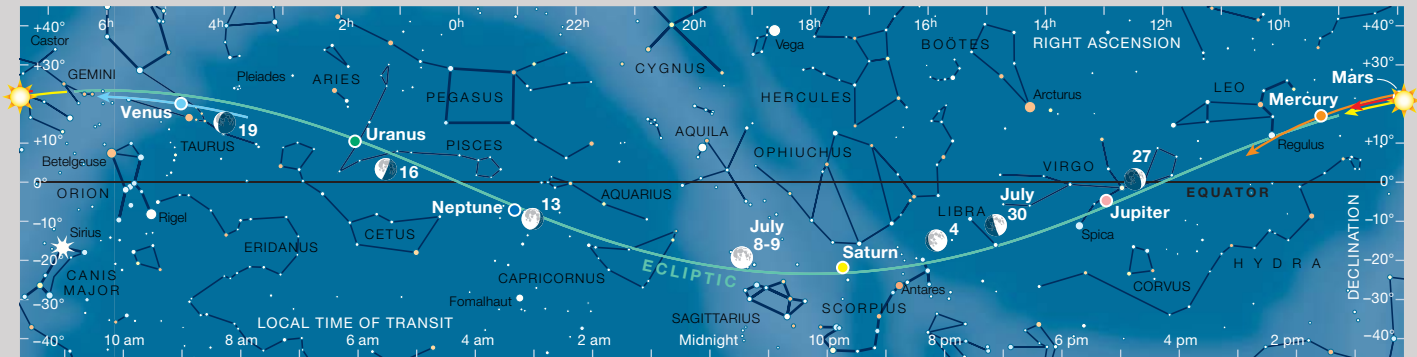 +40° 6h 4h 2h 0h 22h 20h 18h 16h 14h 12h 10h +40°
Castor
Vega
BOÖTES
RIGHT ASCENSION
+30°
+30°
GEMINI
Pleiades
ARIES
CYGNUS
Mars
LEO
PEGASUS
HERCULES
Arcturus
Mercury
Venus
19
TAURUS
Uranus
AQUILA
+10°
+10°
PISCES
OPHIUCHUS
Regulus
Betelgeuse
16
VIRGO
27
0°
0°
ORION
AQUARIUS
EQUATOR
Neptune
13
LIBRA
July
30
Jupiter
–10°
–10°
Rigel
July
8-9
4
Spica
Sirius
CETUS
ERIDANUS
Saturn
–20°
–20°
ECLIPTIC
HYDRA
DECLINATION
CANIS
MAJOR
CAPRICORNUS
Antares
CORVUS
–30°
–30°
Fomalhaut
SCORPIUS
SAGITTARIUS
LOCAL TIME OF TRANSIT
–40° 10 am 8 am 6 am 4 am 2 am Midnight 10 pm 8 pm 6 pm 4 pm 2 pm –40°